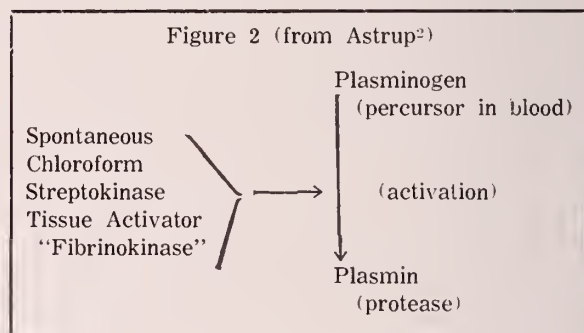 Figure 2 (from Astrup²)
Plasminogen
(percursor in blood)
Spontaneous
Chloroform
Streptokinase
Tissue Activator
"Fibrinokinase"
(activation)
Plasmin
(protease)